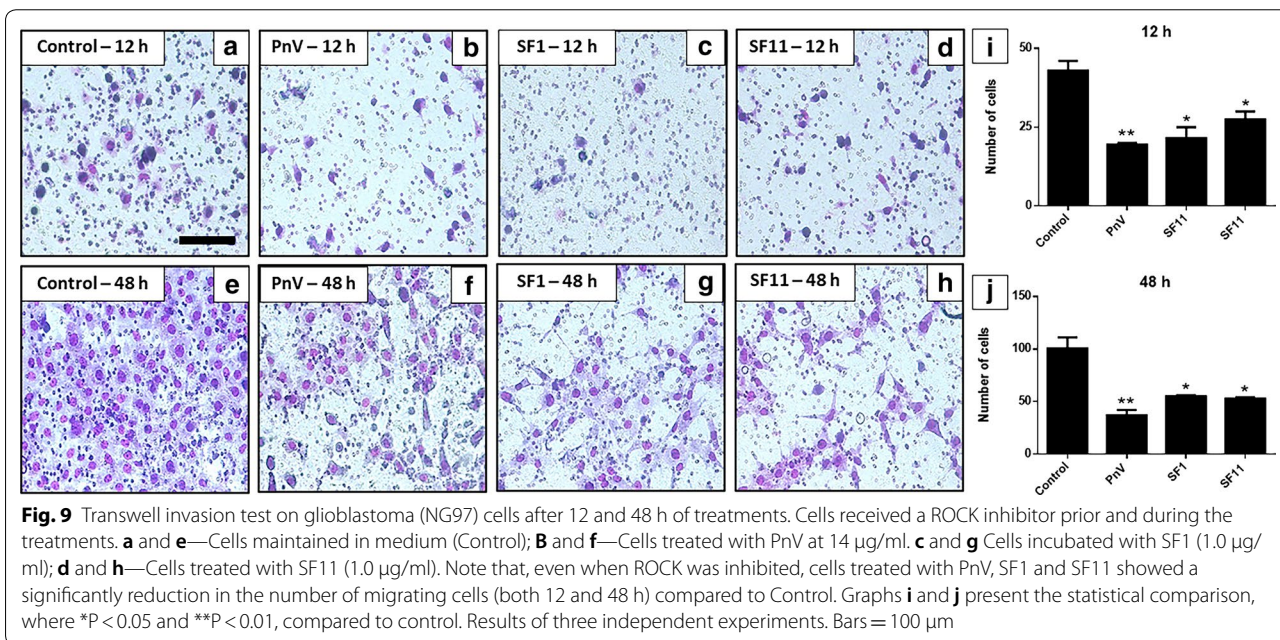 Control – 12 h
a
PnV – 12 h
b
SF1 – 12 h
c
SF11 – 12 h
d
Control – 48 h
e
PnV – 48 h
f
SF1 – 48 h
g
SF11 – 48 h
h
i
12 h
Number of cells
50
25
0
**
*
*
Control
PnV
SF11
SF11
j
48 h
Number of cells
150
100
50
0
**
*
*
Control
PnV
SF1
SF11
Fig. 9 Transwell invasion test on glioblastoma (NG97) cells after 12 and 48 h of treatments. Cells received a ROCK inhibitor prior and during the
treatments. a and e—Cells maintained in medium (Control); B and f—Cells treated with PnV at 14 µg/ml. c and g Cells incubated with SF1 (1.0 µg/
ml); d and h—Cells treated with SF11 (1.0 µg/ml). Note that, even when ROCK was inhibited, cells treated with PnV, SF1 and SF11 showed a
significantly reduction in the number of migrating cells (both 12 and 48 h) compared to Control. Graphs i and j present the statistical comparison,
where *P < 0.05 and **P < 0.01, compared to control. Results of three independent experiments. Bars = 100 µm